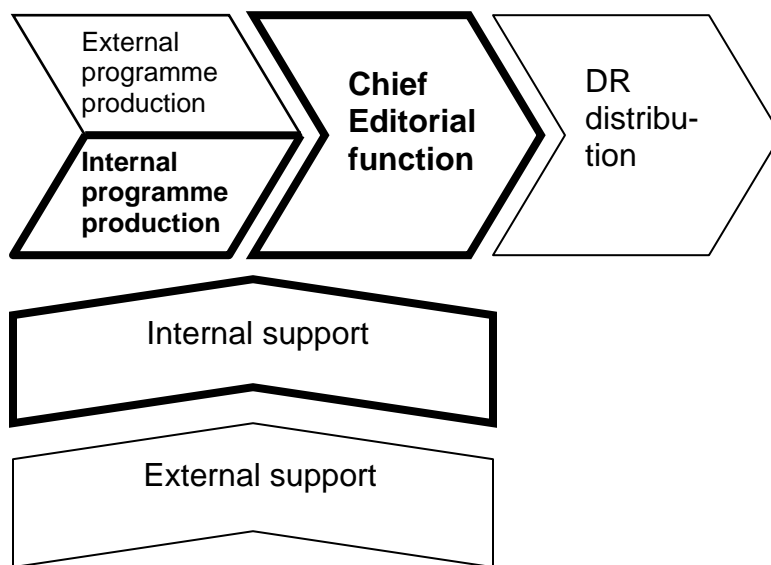 External
programme
production
Internal
programme
production
Chief
Editorial
function
DR
distribu-
tion
Internal support
External support